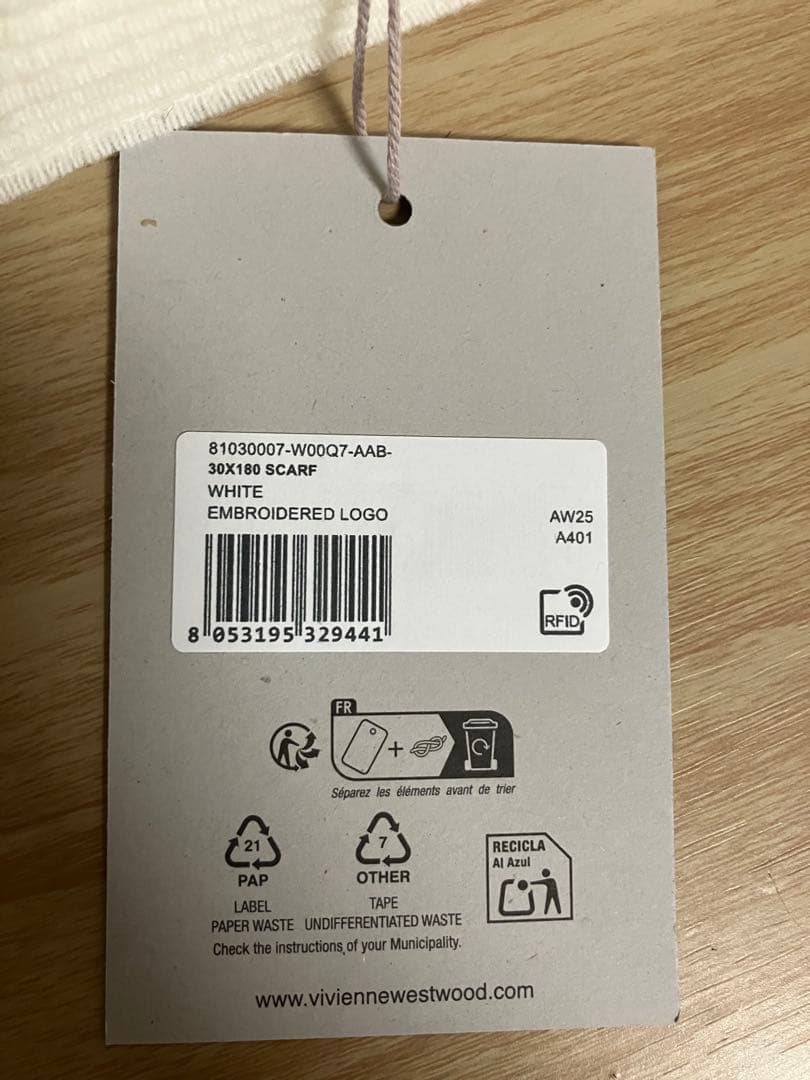 81030007-W00Q7-AAB-
30X180 SCARF
WHITE
EMBROIDERED LOGO
AW25
A401
RFID
8 053195 329441
FR
Séparez les éléments avant de trier
21
PAP
LABEL
PAPER WASTE
7
OTHER
TAPE
UNDIFFERENTIATED WASTE
RECICLA
Al Azul
Check the instructions of your Municipality.
www.viviennewestwood.com